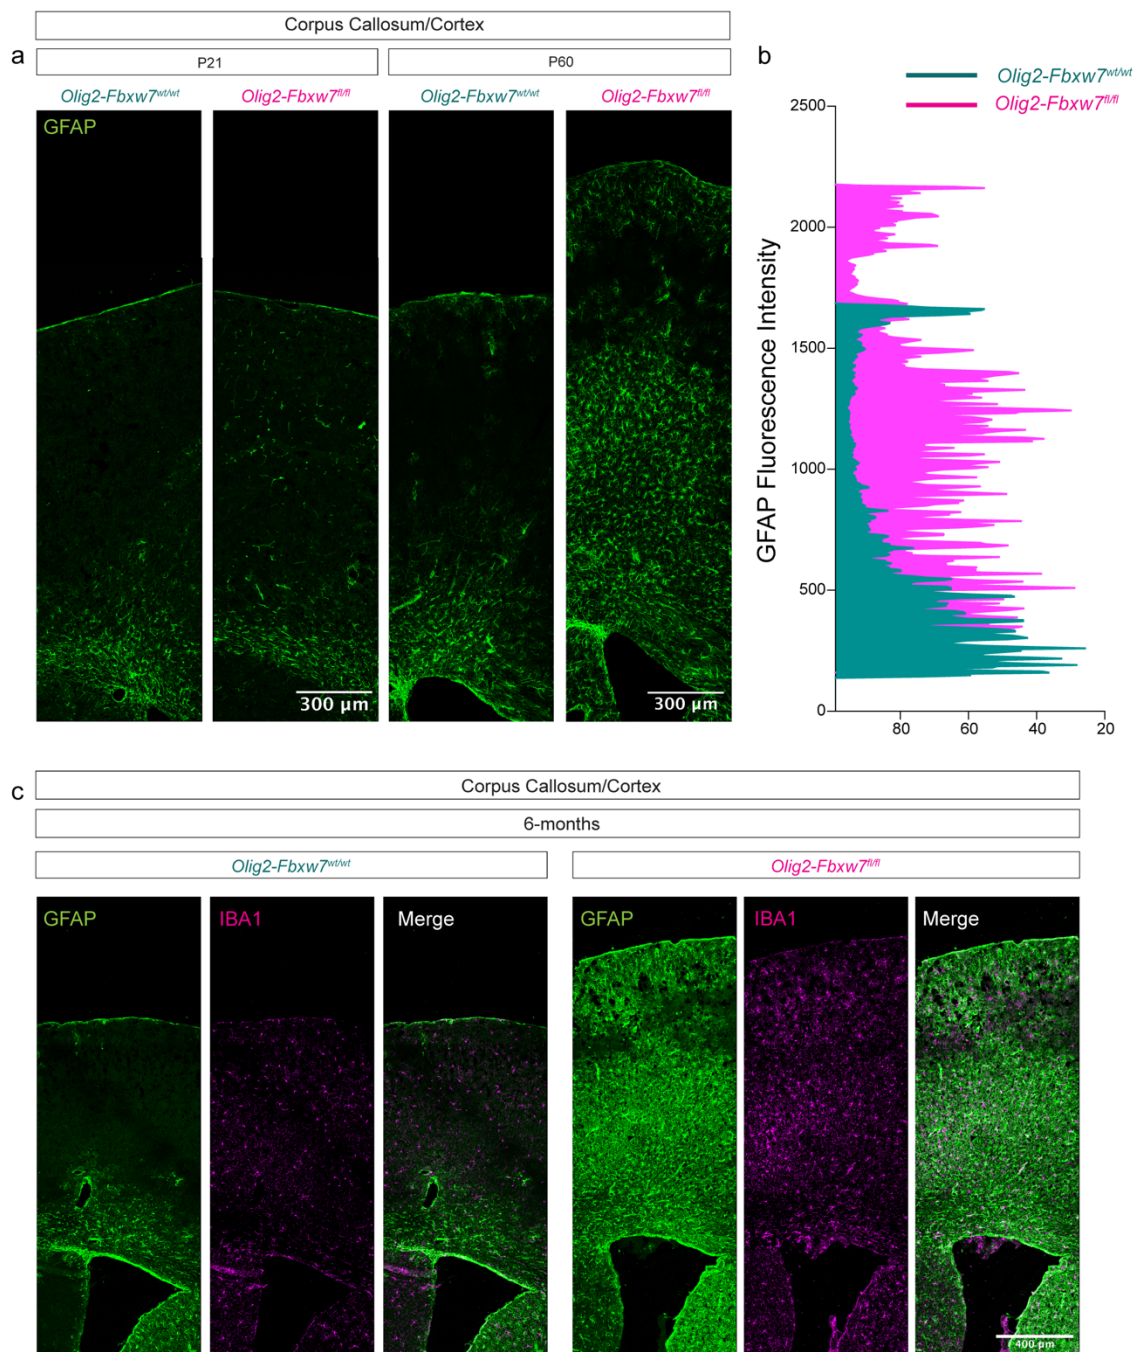 Corpus Callosum/Cortex
a
P21
P60
b
Olig2-Fbxw7wt/wt
Olig2-Fbxw7fl/fl
Olig2-Fbxw7wt/wt
Olig2-Fbxw7fl/fl
Olig2-Fbxw7wt/wt
Olig2-Fbxw7fl/fl
GFAP
300 µm
300 µm
GFAP Fluorescence Intensity
2500
2000
1500
1000
500
0
80
60
40
20
c
Corpus Callosum/Cortex
6-months
Olig2-Fbxw7wt/wt
Olig2-Fbxw7fl/fl
GFAP
IBA1
Merge
GFAP
IBA1
Merge
400 µm